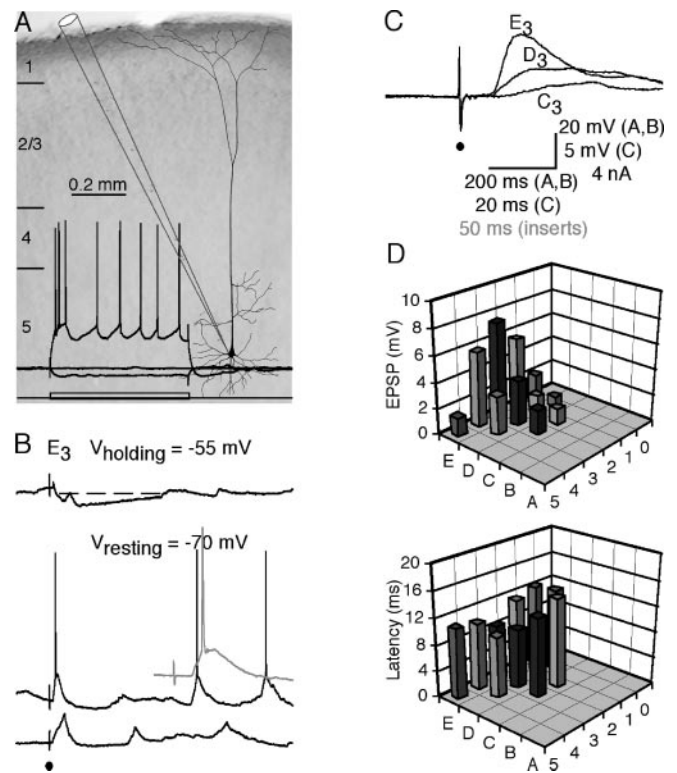 A
1
2/3
0.2 mm
4
5
B
E3 Vholding = -55 mV
Vresting = -70 mV
C
E3
D3
C3
20 mV (A,B)
5 mV (C)
4 nA
200 ms (A,B)
20 ms (C)
50 ms (inserts)
D
10
8
6
4
2
0
EPSP (mV)
E D C B A
5 4 3 2 1 0
20
16
12
8
4
0
Latency (ms)
E D C B A
5 4 3 2 1 0